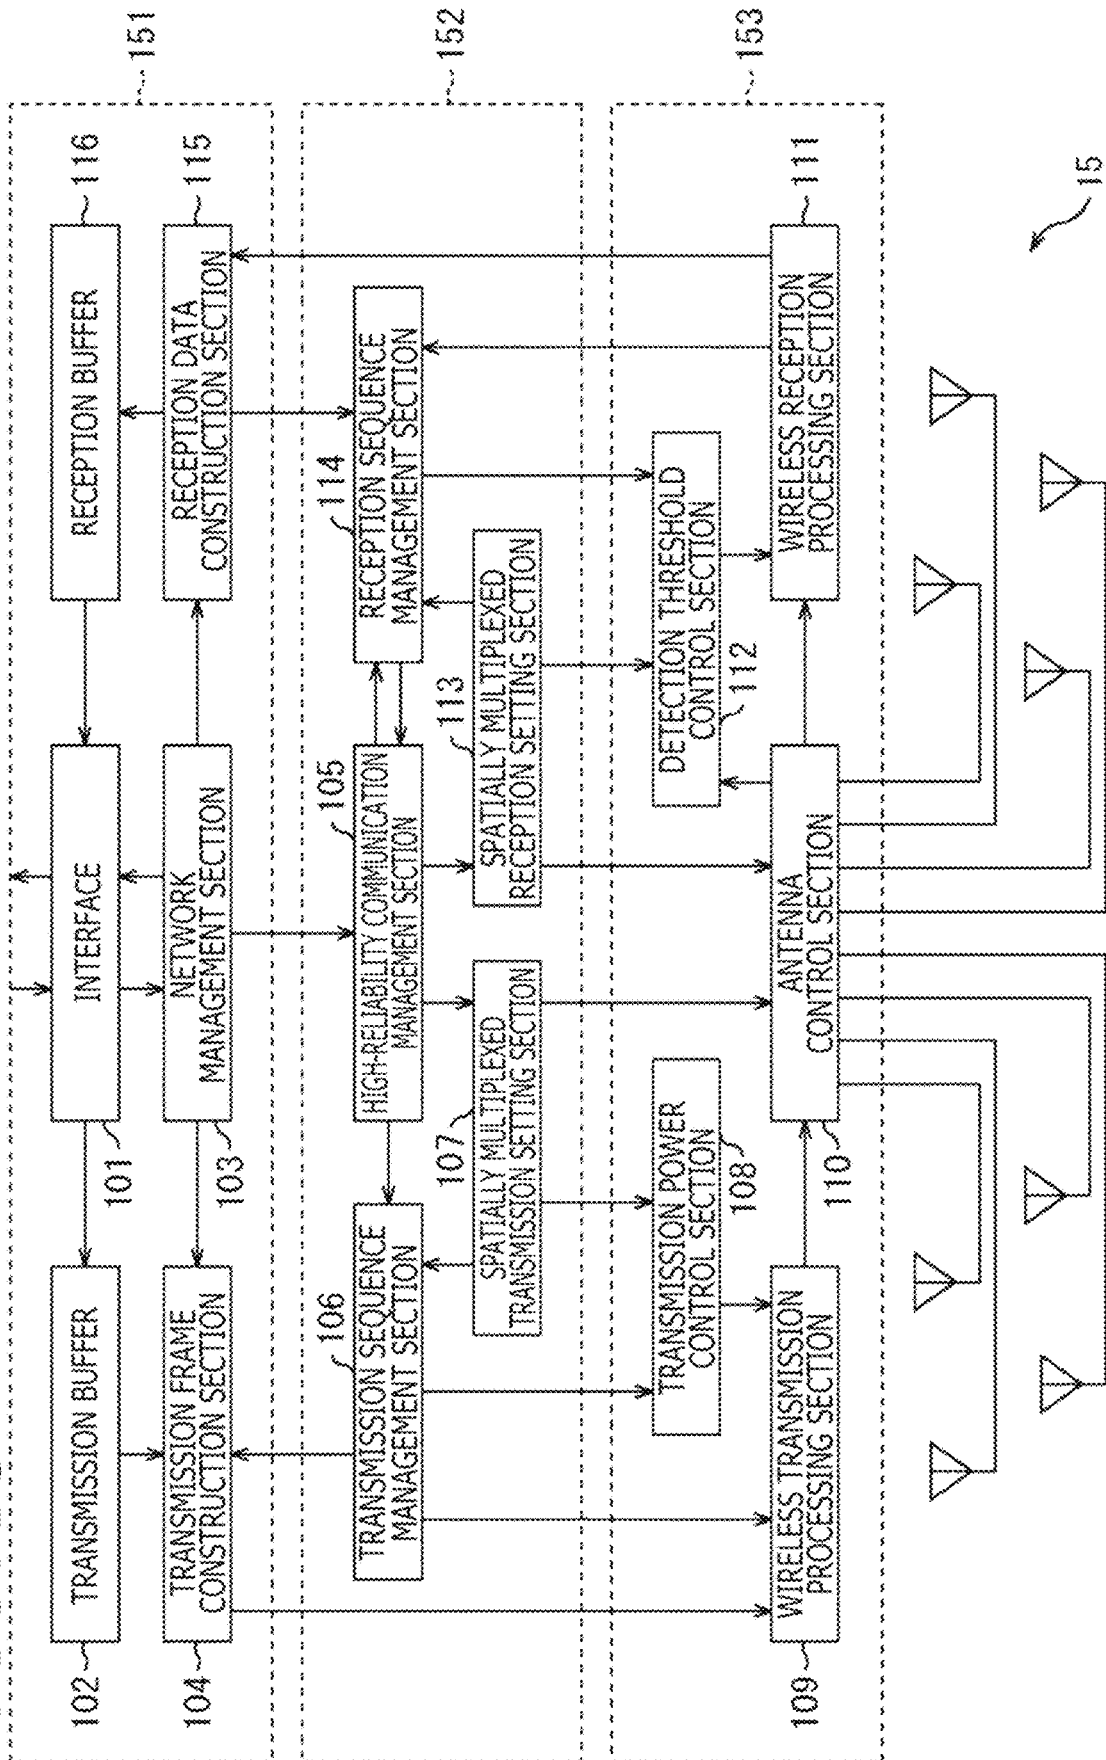 151
152
153
102
TRANSMISSION BUFFER
INTERFACE
101
RECEPTION BUFFER
116
104
TRANSMISSION FRAME
CONSTRUCTION SECTION
NETWORK
MANAGEMENT SECTION
103
RECEPTION DATA
CONSTRUCTION SECTION
115
106
TRANSMISSION SEQUENCE
MANAGEMENT SECTION
105
HIGH-RELIABILITY COMMUNICATION
MANAGEMENT SECTION
114
RECEPTION SEQUENCE
MANAGEMENT SECTION
107
SPATIALLY MULTIPLEXED
TRANSMISSION SETTING SECTION
113
SPATIALLY MULTIPLEXED
RECEPTION SETTING SECTION
TRANSMISSION POWER
CONTROL SECTION
108
DETECTION THRESHOLD
CONTROL SECTION
112
109
WIRELESS TRANSMISSION
PROCESSING SECTION
ANTENNA
CONTROL SECTION
110
WIRELESS RECEPTION
PROCESSING SECTION
111
15